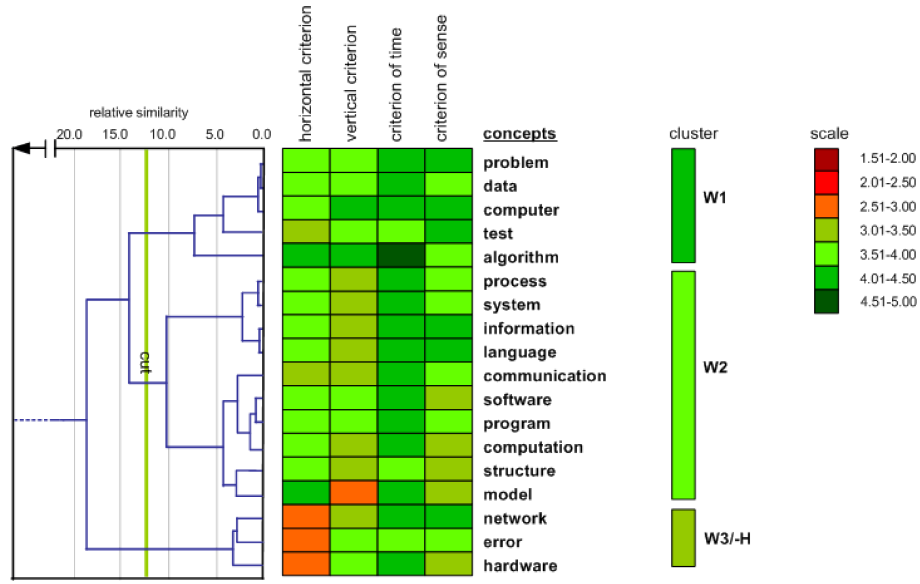 horizontal criterion
vertical criterion
criterion of time
criterion of sense
relative similarity
20.0 15.0 10.0 5.0 0.0
concepts
cluster
scale
problem
data
computer
test
algorithm
process
system
information
language
communication
software
program
computation
structure
model
network
error
hardware
cut
W1
W2
W3/-H
1.51-2.00
2.01-2.50
2.51-3.00
3.01-3.50
3.51-4.00
4.01-4.50
4.51-5.00